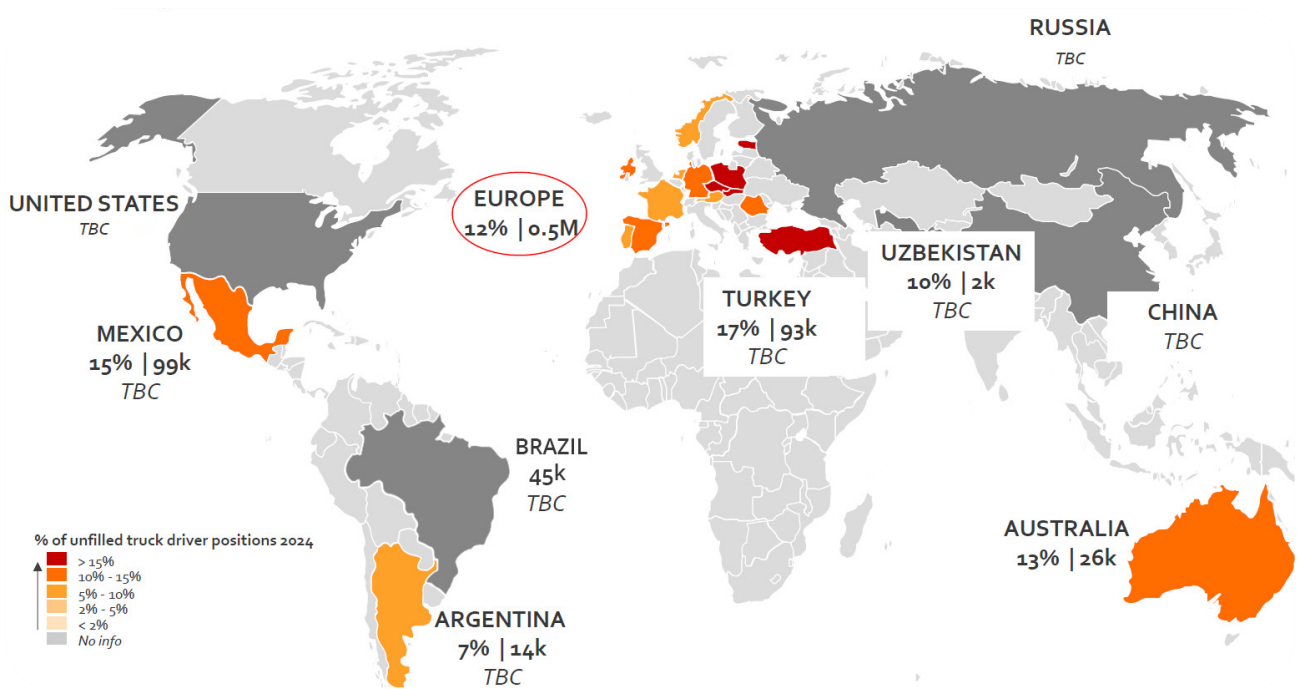 RUSSIA
TBC
UNITED STATES
TBC
EUROPE
12% | 0.5M
UZBEKISTAN
10% | 2k
TBC
TURKEY
17% | 93k
TBC
CHINA
TBC
MEXICO
15% | 99k
TBC
BRAZIL
45k
TBC
AUSTRALIA
13% | 26k
% of unfilled truck driver positions 2024
> 15%
10% - 15%
5% - 10%
2% - 5%
< 2%
No info
ARGENTINA
7% | 14k
TBC